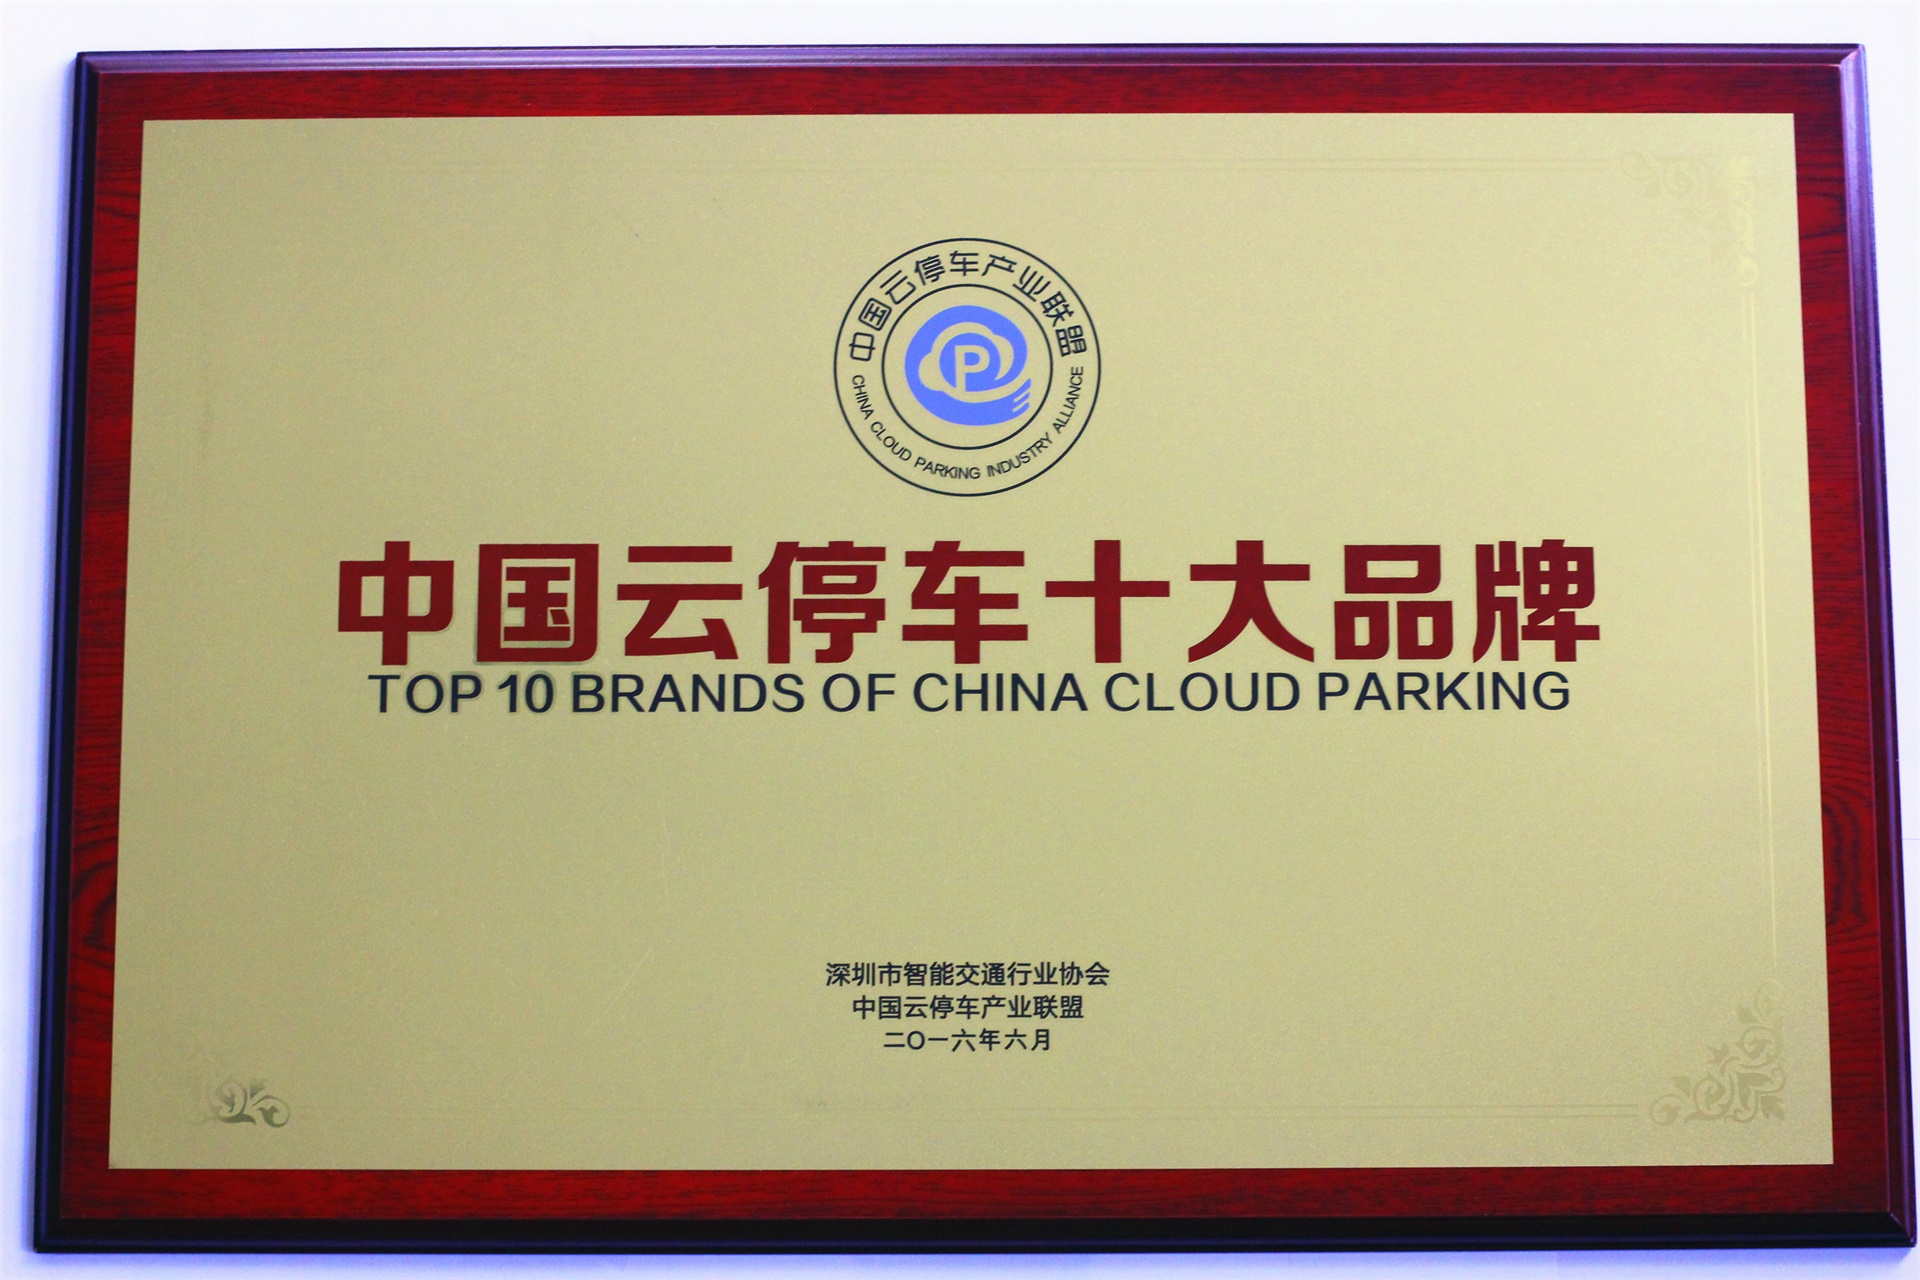 中国云停车产业联盟
CHINA CLOUD PARKING INDUSTRY ALLIANCE
P
中国云停车十大品牌
TOP 10 BRANDS OF CHINA CLOUD PARKING
深圳市智能交通行业协会
中国云停车产业联盟
二〇一六年六月